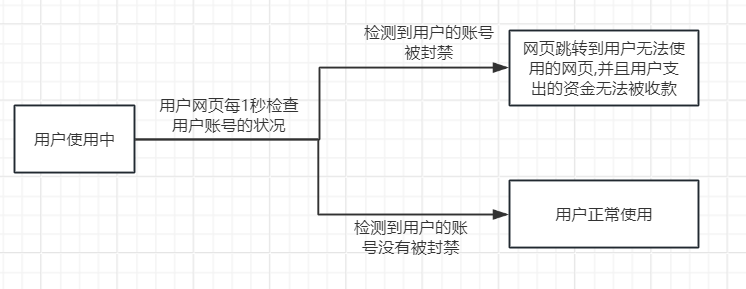 用户使用中
用户网页每1秒检查
用户账号的状况
检测到用户的账号
被封禁
网页跳转到用户无法使
用的网页,并且用户支
出的资金无法被收款
检测到用户的账
号没有被封禁
用户正常使用